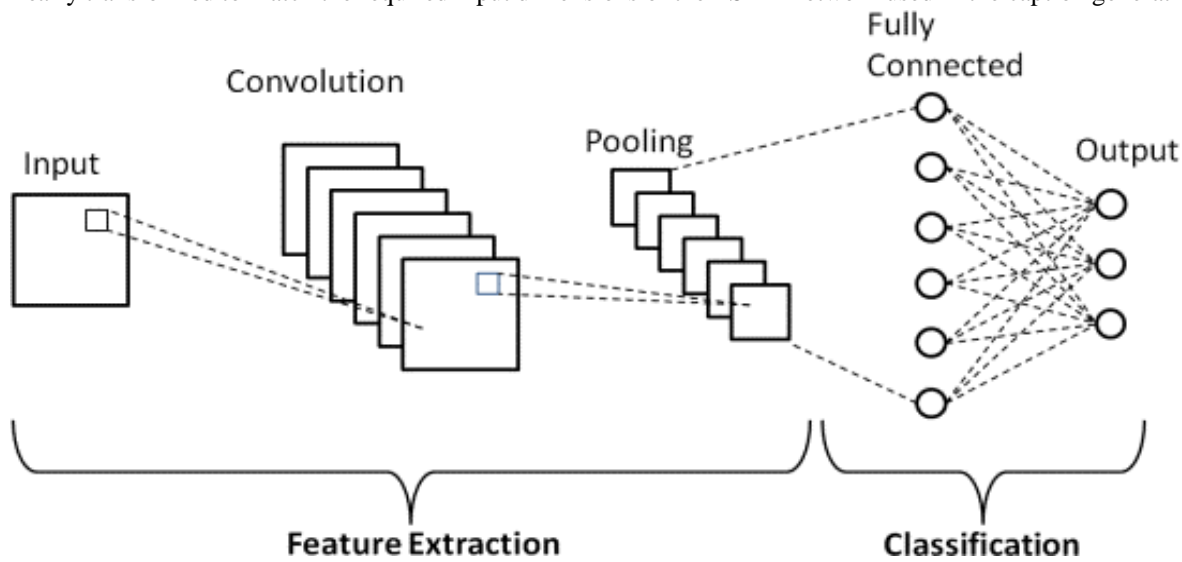 Fully
Connected
Convolution
Pooling
Input
Output
Feature Extraction
Classification